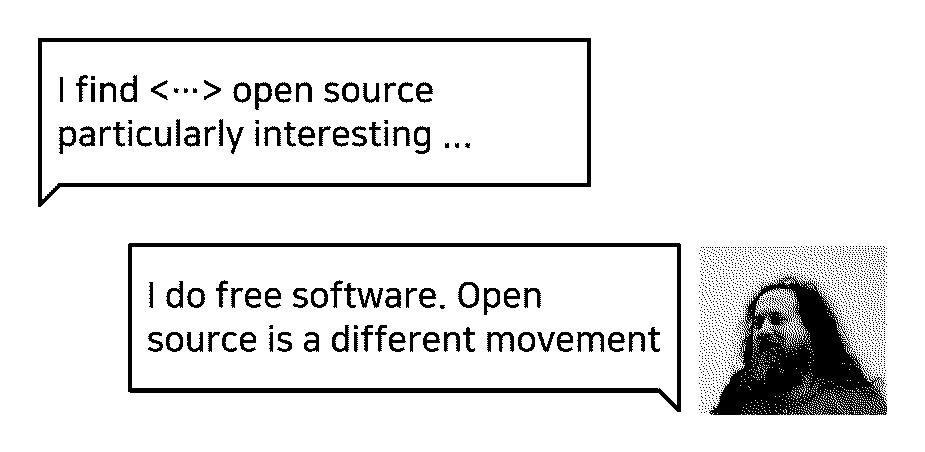 I find <···> open source
particularly interesting ...
I do free software. Open
source is a different movement